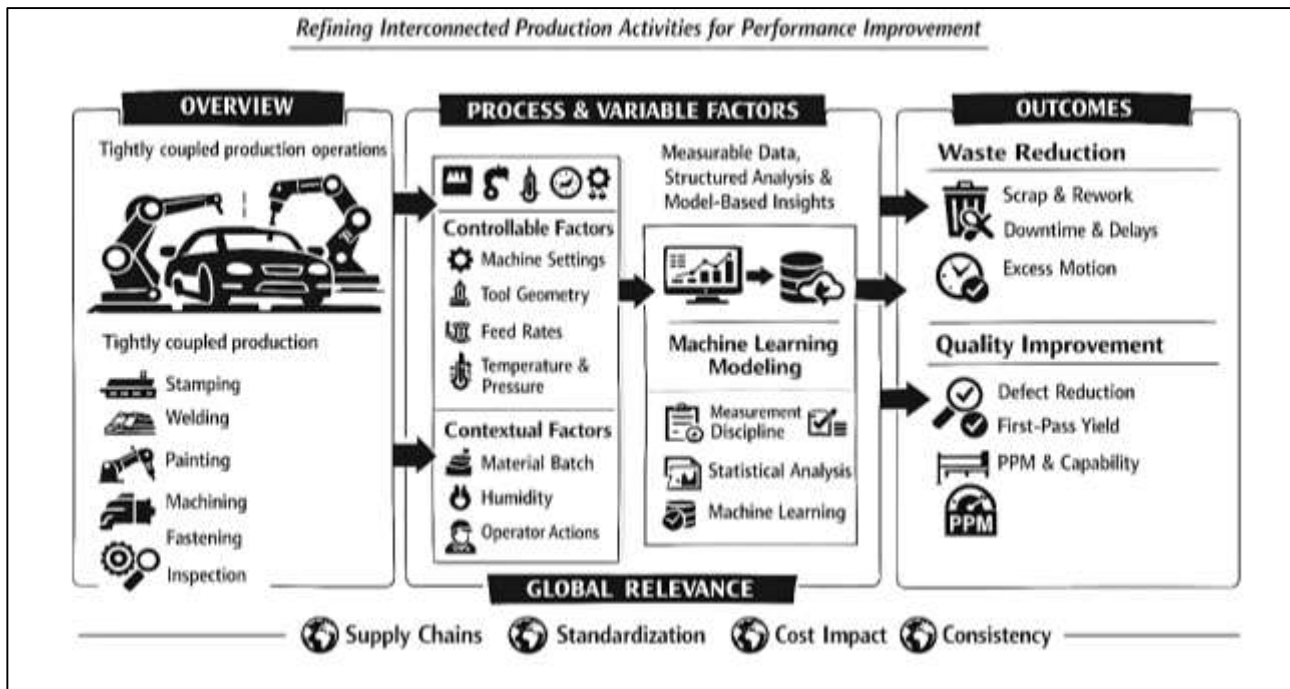 Refining Interconnected Production Activities for Performance Improvement
OVERVIEW
Tightly coupled production operations
Tightly coupled production
Stamping
Welding
Painting
Machining
Fastening
Inspection
PROCESS & VARIABLE FACTORS
Controllable Factors
Machine Settings
Tool Geometry
Feed Rates
Temperature &
Pressure
Contextual Factors
Material Batch
Humidity
Operator Actions
Measurable Data,
Structured Analysis &
Model-Based Insights
Machine Learning
Modeling
Measurement
Discipline
Statistical Analysis
Machine Learning
OUTCOMES
Waste Reduction
Scrap & Rework
Downtime & Delays
Excess Motion
Quality Improvement
Defect Reduction
First-Pass Yield
PPM & Capability
PPM
GLOBAL RELEVANCE
Supply Chains
Standardization
Cost Impact
Consistency